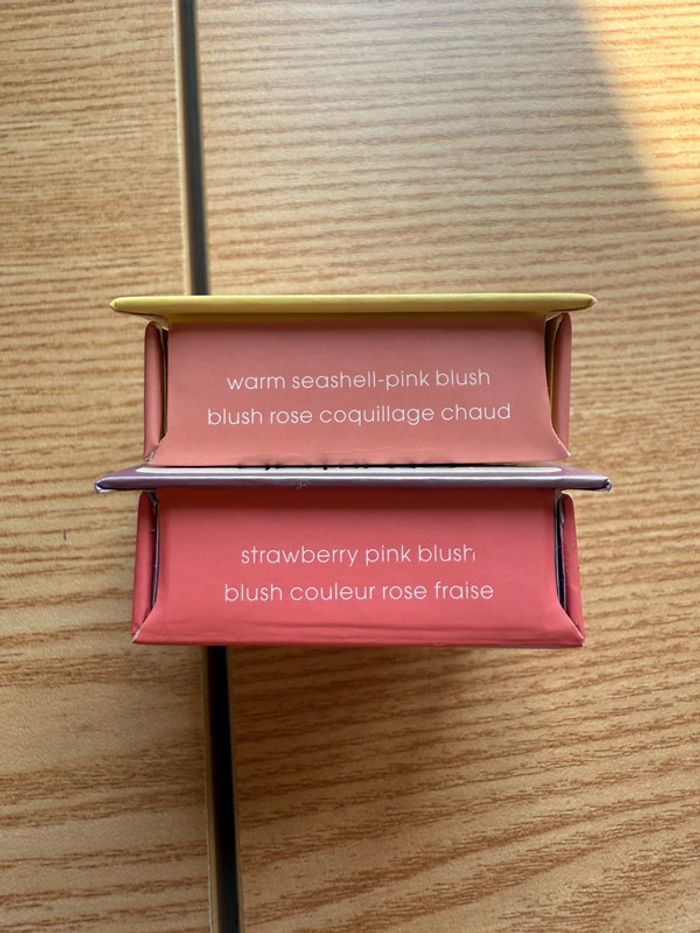 warm seashell-pink blush
blush rose coquillage chaud
strawberry pink blush
blush couleur rose fraise